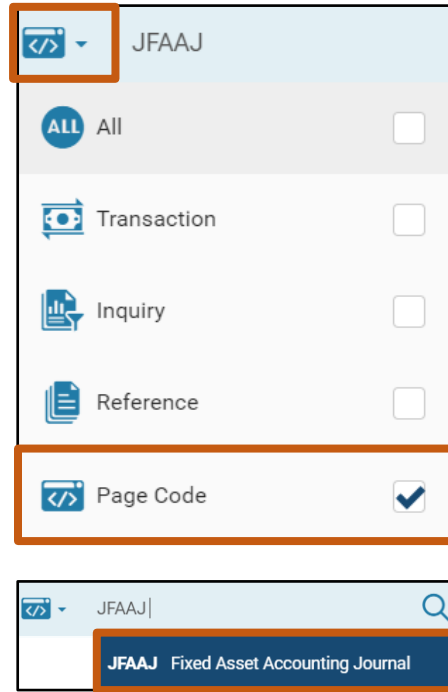 </> JFAAJ
ALL All
Transaction
Inquiry
Reference
</> Page Code
</> JFAAJ
JFAAJ Fixed Asset Accounting Journal